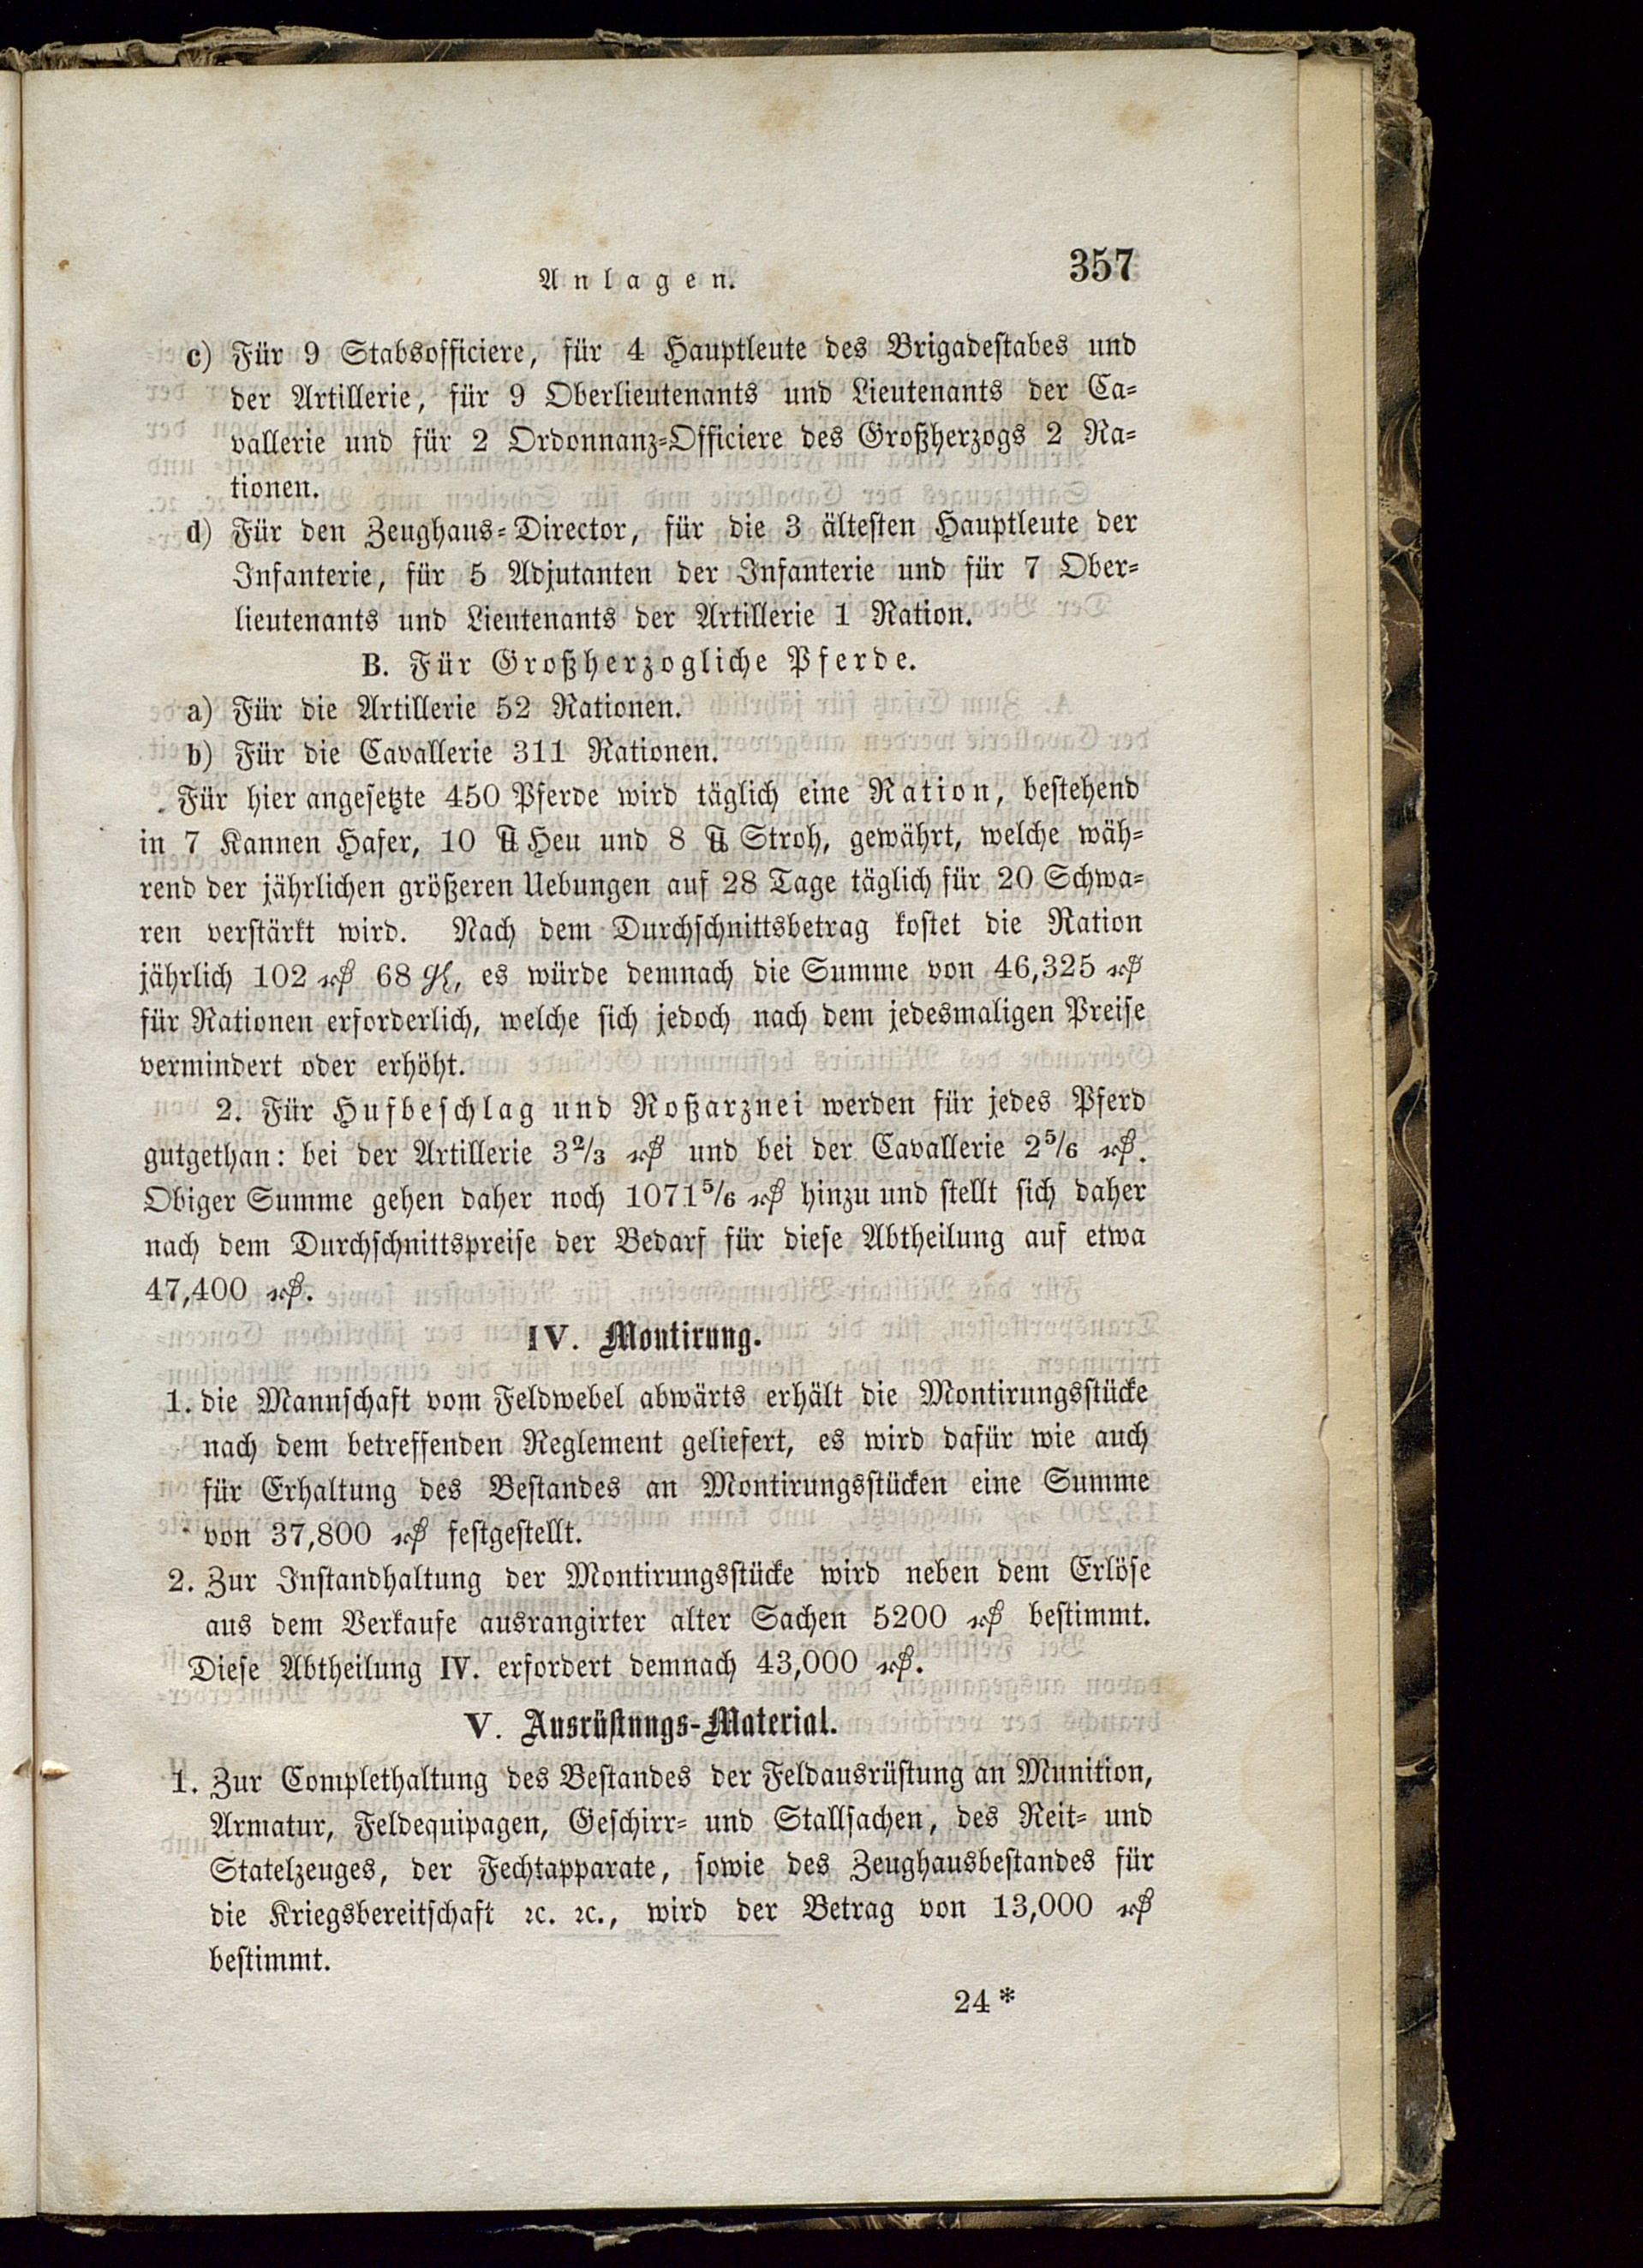 Anlagen.
357
c) Für 9 Stabsofficiere, für 4 Hauptleute des Brigadestabes und
der Artillerie, für 9 Oberlieutenants und Lieutenants der Ca-
vallerie und für 2 Ordonnanz-Officiere des Großherzogs 2 Ra-
tionen.
d) Für den Zeughaus-Director, für die 3 ältesten Hauptleute der
Infanterie, für 5 Adjutanten der Infanterie und für 7 Ober-
lieutenants und Lieutenants der Artillerie 1 Ration.
B. Für Großherzogliche Pferde.
a) Für die Artillerie 52 Rationen.
b) Für die Cavallerie 311 Rationen.
Für hier angesetzte 450 Pferde wird täglich eine Ration, bestehend
in 7 Kannen Hafer, 10 ℔ Heu und 8 ℔ Stroh, gewährt, welche wäh-
rend der jährlichen größeren Uebungen auf 28 Tage täglich für 20 Schwa-
ren verstärkt wird. Nach dem Durchschnittsbetrag kostet die Ration
jährlich 102 ₰ 68 gl, es würde demnach die Summe von 46,325 ₰
für Rationen erforderlich, welche sich jedoch nach dem jedesmaligen Preise
vermindert oder erhöht.
2. Für Hufbeschlag und Roßarznei werden für jedes Pferd
gutgethan: bei der Artillerie 3 2/3 ₰ und bei der Cavallerie 2 5/6 ₰.
Obiger Summe gehen daher noch 1071 5/6 ₰ hinzu und stellt sich daher
nach dem Durchschnittspreise der Bedarf für diese Abtheilung auf etwa
47,400 ₰.
IV. Montirung.
1. die Mannschaft vom Feldwebel abwärts erhält die Montirungsstücke
nach dem betreffenden Reglement geliefert, es wird dafür wie auch
für Erhaltung des Bestandes an Montirungsstücken eine Summe
von 37,800 ₰ festgestellt.
2. Zur Instandhaltung der Montirungsstücke wird neben dem Erlöse
aus dem Verkaufe ausrangirter alter Sachen 5200 ₰ bestimmt.
Diese Abtheilung IV. erfordert demnach 43,000 ₰.
V. Ausrüstungs-Material.
1. Zur Complethaltung des Bestandes der Feldausrüstung an Munition,
Armatur, Feldequipagen, Geschirr- und Stallsachen, des Reit- und
Statelzeuges, der Fechtapparate, sowie des Zeughausbestandes für
die Kriegsbereitschaft ꝛc. ꝛc., wird der Betrag von 13,000 ₰
bestimmt.
24*